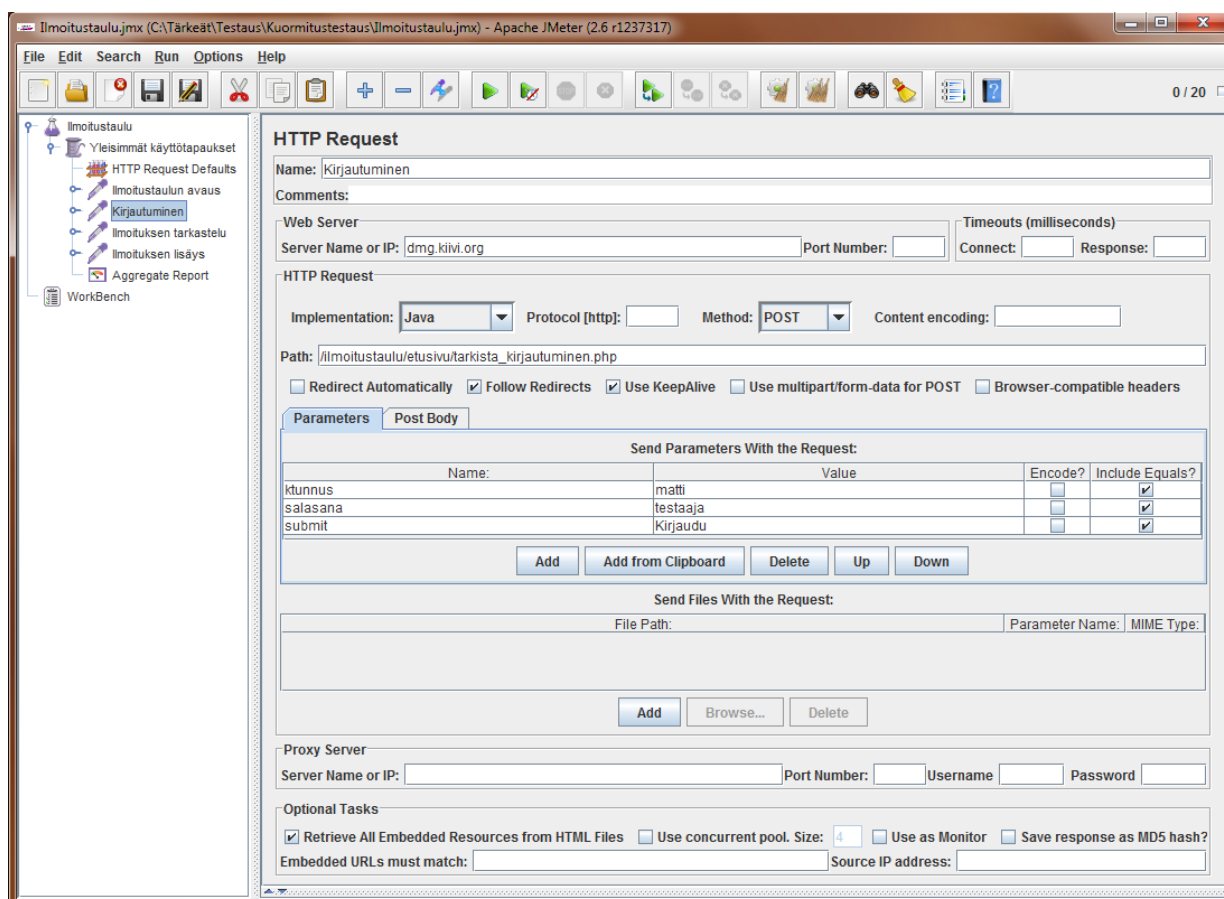 Ilmoitustaulu.jmx (C:\Tärkeät\Testaus\Kuormitustestaus\Ilmoitustaulu.jmx) - Apache JMeter (2.6 r1237317)
File Edit Search Run Options Help
0 / 20
Ilmoitustaulu
Yleisimmät käyttötapaukset
HTTP Request Defaults
Ilmoitustaulun avaus
Kirjautuminen
Ilmoituksen tarkastelu
Ilmoituksen lisäys
Aggregate Report
WorkBench
HTTP Request
Name: Kirjautuminen
Comments:
Web Server
Timeouts (milliseconds)
Server Name or IP: dmg.kiivi.org Port Number: Connect: Response:
HTTP Request
Implementation: Java Protocol [http]: Method: POST Content encoding:
Path: /ilmoitustaulu/etusivu/tarkista_kirjautuminen.php
Redirect Automatically Follow Redirects Use KeepAlive Use multipart/form-data for POST Browser-compatible headers
Parameters Post Body
Send Parameters With the Request:
Name: Value Encode? Include Equals?
ktunnus matti
salasana testaaja
submit Kirjaudu
Add Add from Clipboard Delete Up Down
Send Files With the Request:
File Path: Parameter Name: MIME Type:
Add Browse... Delete
Proxy Server
Server Name or IP: Port Number: Username Password
Optional Tasks
Retrieve All Embedded Resources from HTML Files Use concurrent pool. Size: 4 Use as Monitor Save response as MD5 hash?
Embedded URLs must match: Source IP address: